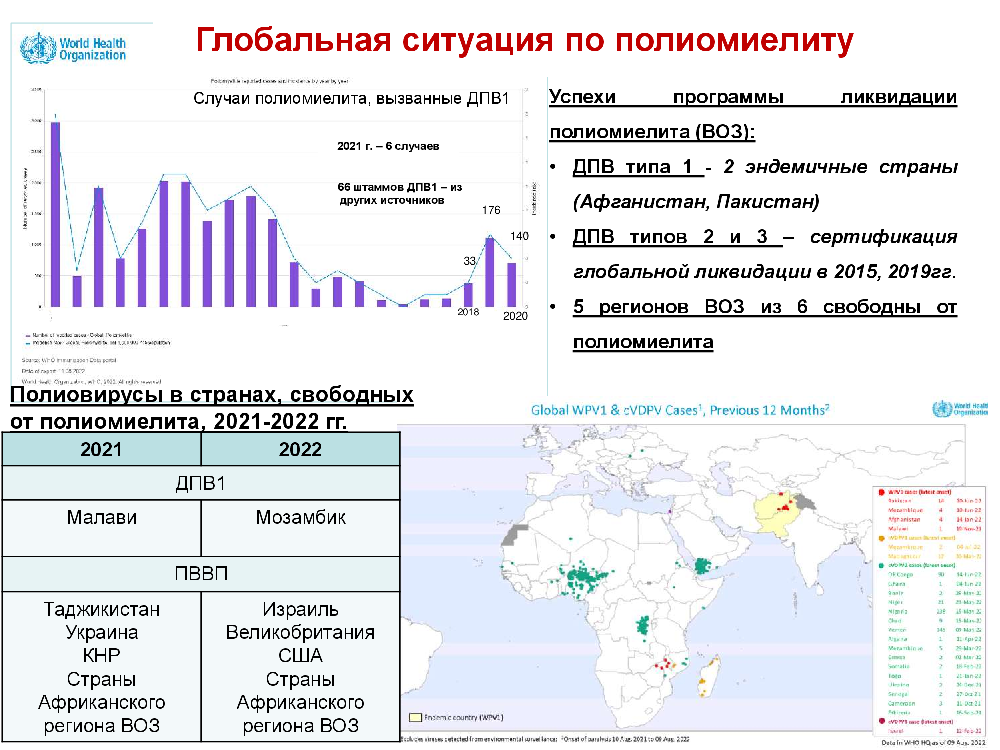 World Health
Organization
Глобальная ситуация по полиомиелиту
Poliomyelitis reported cases and incidence by year by year
Случаи полиомиелита, вызванные ДПВ1
3,500
3,000
2,500
2,000
1,500
1,000
500
0
Number of reported cases
Incidence rate
2021 г. – 6 случаев
66 штаммов ДПВ1 – из
других источников
176
140
33
2018
2020
Number of reported cases - Global, Poliomyelitis
Incidence rate - Global, Poliomyelitis, per 1,000,000 <15 population
Source: WHO Immunization Data portal
Date of export: 11.08.2022
World Health Organization, WHO, 2022. All rights reserved
Успехи программы ликвидации
полиомиелита (ВОЗ):
• ДПВ типа 1 - 2 эндемичные страны
(Афганистан, Пакистан)
• ДПВ типов 2 и 3 – сертификация
глобальной ликвидации в 2015, 2019гг.
• 5 регионов ВОЗ из 6 свободны от
полиомиелита
Полиовирусы в странах, свободных
от полиомиелита, 2021-2022 гг.
2021 2022
ДПВ1
Малави Мозамбик
ПВВП
Таджикистан
Украина
КНР
Страны
Африканского
региона ВОЗ
Израиль
Великобритания
США
Страны
Африканского
региона ВОЗ
Global WPV1 & cVDPV Cases¹, Previous 12 Months²
World Healtl
Organizatio
WPV1 cases (latest onset)
Pakistan 14 30-Jun-22
Mozambique 4 10-Jun-22
Afghanistan 4 14-Jan-22
Malawi 1 19-Nov-21
cVDPV1 cases (latest onset)
Mozambique 2 04-Jul-22
Madagascar 12 30-May-22
cVDPV2 cases (latest onset)
DR Congo 90 14-Jun-22
Ghana 1 04-Jun-22
Benin 2 25-May-22
Niger 21 23-May-22
Nigeria 238 15-May-22
Chad 9 15-May-22
Yemen 145 09-May-22
Algeria 1 11-Apr-22
Mozambique 5 26-Mar-22
Eritrea 2 02-Mar-22
Somalia 2 18-Feb-22
Togo 1 21-Jan-22
Ukraine 2 24-Dec-21
Senegal 2 27-Oct-21
Cameroon 3 11-Oct-21
Ethiopia 1 16-Sep-21
cVDPV3 case (latest onset)
Israel 1 12-Feb-22
Endemic country (WPV1)
Excludes viruses detected from environmental surveillance; ²Onset of paralysis 10 Aug. 2021 to 09 Aug. 2022
Data in WHO HQ as of 09 Aug. 2022